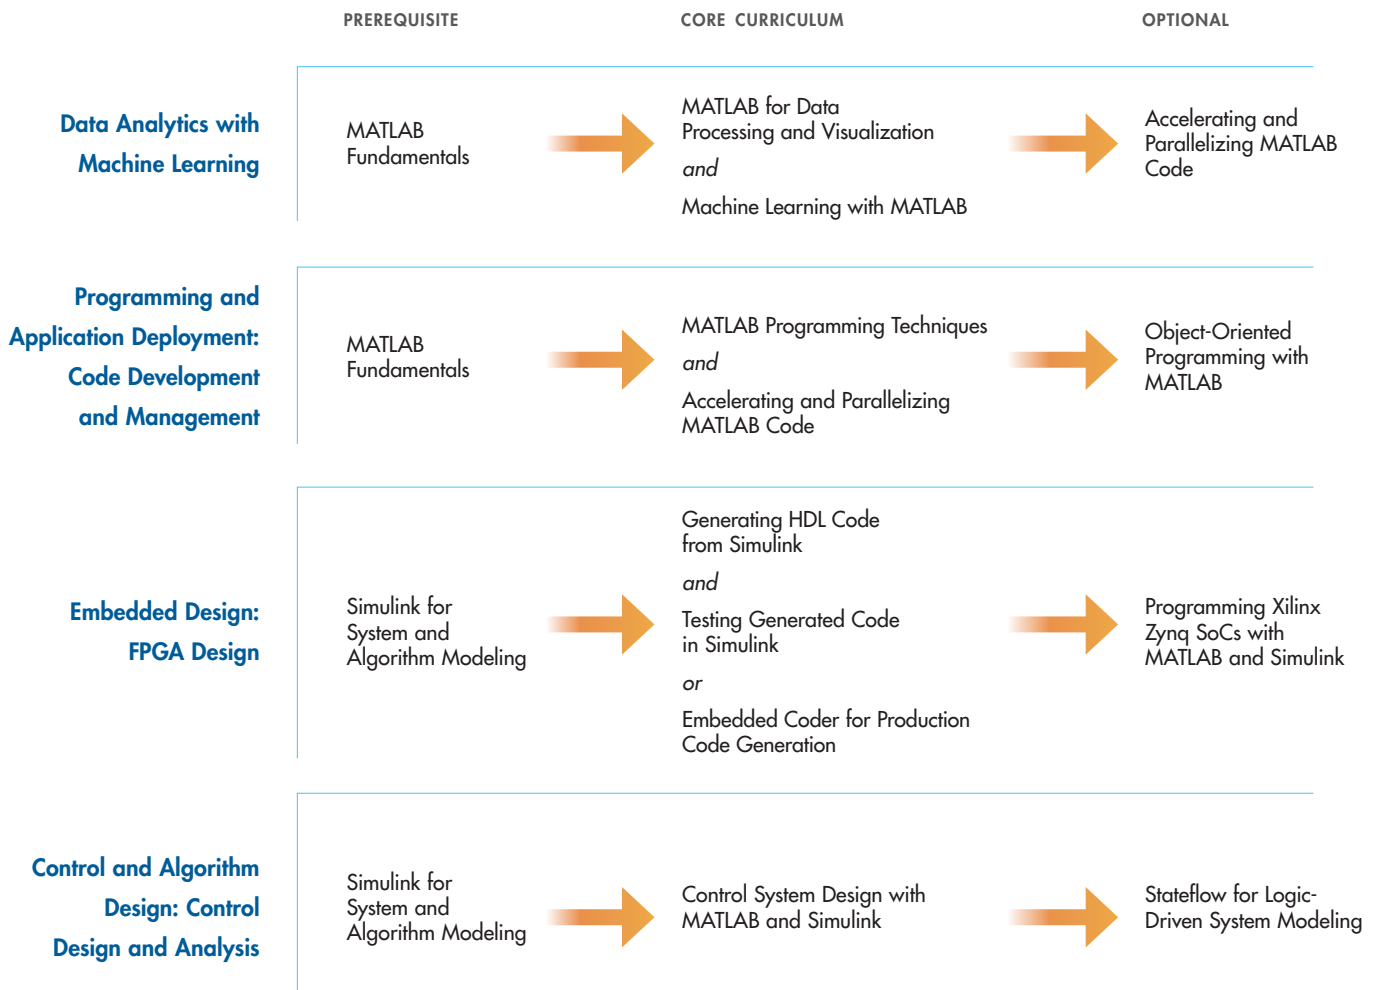 PREREQUISITE
CORE CURRICULUM
OPTIONAL
Data Analytics with
Machine Learning
MATLAB
Fundamentals
MATLAB for Data
Processing and Visualization
and
Machine Learning with MATLAB
Accelerating and
Parallelizing MATLAB
Code
Programming and
Application Deployment:
Code Development
and Management
MATLAB
Fundamentals
MATLAB Programming Techniques
and
Accelerating and Parallelizing
MATLAB Code
Object-Oriented
Programming with
MATLAB
Embedded Design:
FPGA Design
Simulink for
System and
Algorithm Modeling
Generating HDL Code
from Simulink
and
Testing Generated Code
in Simulink
or
Embedded Coder for Production
Code Generation
Programming Xilinx
Zynq SoCs with
MATLAB and Simulink
Control and Algorithm
Design: Control
Design and Analysis
Simulink for
System and
Algorithm Modeling
Control System Design with
MATLAB and Simulink
Stateflow for Logic-
Driven System Modeling